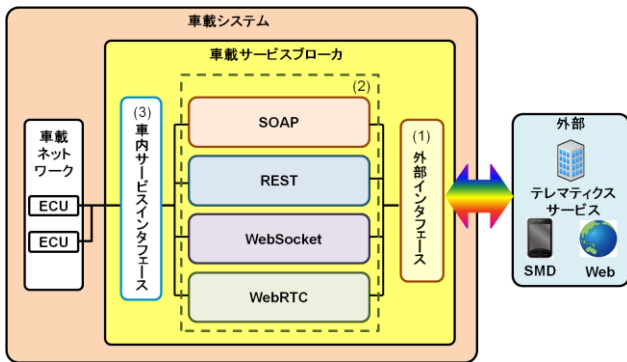 車載システム
車載サービスブローカ
(2)
(3)
車内サービスインタフェース
SOAP
REST
WebSocket
WebRTC
(1)
外部インタフェース
車載
ネット
ワーク
ECU
ECU
外部
テレマティクス
サービス
SMD
Web